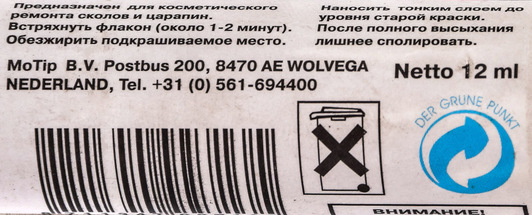 Предназначен для косметического
ремонта сколов и царапин.
Встряхнуть флакон (около 1-2 минут).
Обезжирить подкрашиваемое место.
Наносить тонким слоем до
уровня старой краски.
После полного высыхания
лишнее сполировать.
MoTip B.V. Postbus 200, 8470 AE WOLVEGA
NEDERLAND, Tel. +31 (0) 561-694400
Netto 12 ml
DER GRÜNE PUNKT
ВНИМАНИЕ!